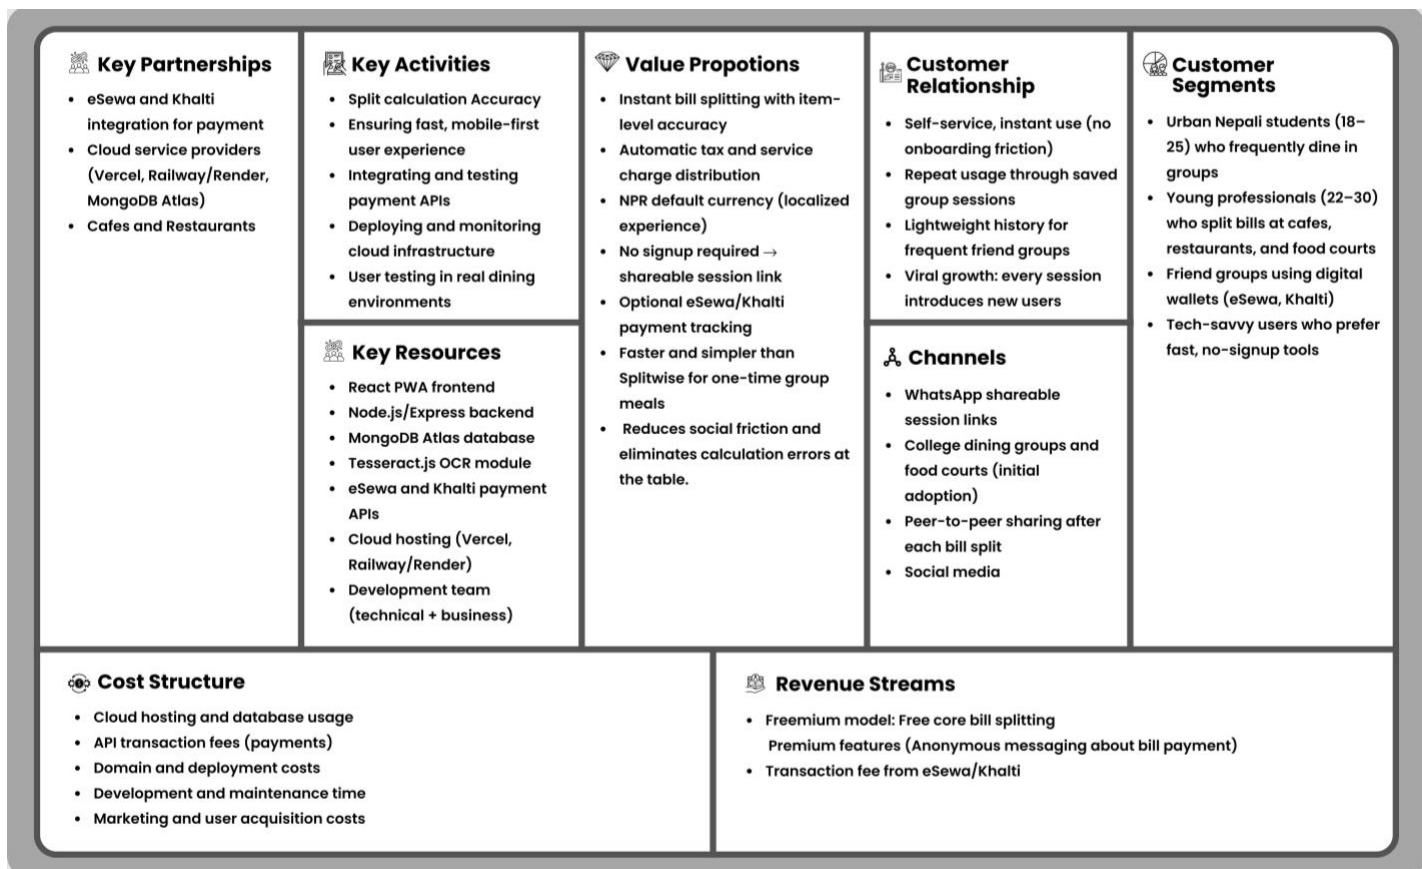 Key Partnerships
• eSewa and Khalti
integration for payment
• Cloud service providers
(Vercel, Railway/Render,
MongoDB Atlas)
• Cafes and Restaurants
Key Activities
• Split calculation Accuracy
• Ensuring fast, mobile-first
user experience
• Integrating and testing
payment APIs
• Deploying and monitoring
cloud infrastructure
• User testing in real dining
environments
Key Resources
• React PWA frontend
• Node.js/Express backend
• MongoDB Atlas database
• Tesseract.js OCR module
• eSewa and Khalti payment
APIs
• Cloud hosting (Vercel,
Railway/Render)
• Development team
(technical + business)
Value Propotions
• Instant bill splitting with item-
level accuracy
• Automatic tax and service
charge distribution
• NPR default currency (localized
experience)
• No signup required →
shareable session link
• Optional eSewa/Khalti
payment tracking
• Faster and simpler than
Splitwise for one-time group
meals
• Reduces social friction and
eliminates calculation errors at
the table.
Customer
Relationship
• Self-service, instant use (no
onboarding friction)
• Repeat usage through saved
group sessions
• Lightweight history for
frequent friend groups
• Viral growth: every session
introduces new users
Channels
• WhatsApp shareable
session links
• College dining groups and
food courts (initial
adoption)
• Peer-to-peer sharing after
each bill split
• Social media
Customer
Segments
• Urban Nepali students (18–
25) who frequently dine in
groups
• Young professionals (22–30)
who split bills at cafes,
restaurants, and food courts
• Friend groups using digital
wallets (eSewa, Khalti)
• Tech-savvy users who prefer
fast, no-signup tools
Cost Structure
• Cloud hosting and database usage
• API transaction fees (payments)
• Domain and deployment costs
• Development and maintenance time
• Marketing and user acquisition costs
Revenue Streams
• Freemium model: Free core bill splitting
Premium features (Anonymous messaging about bill payment)
• Transaction fee from eSewa/Khalti